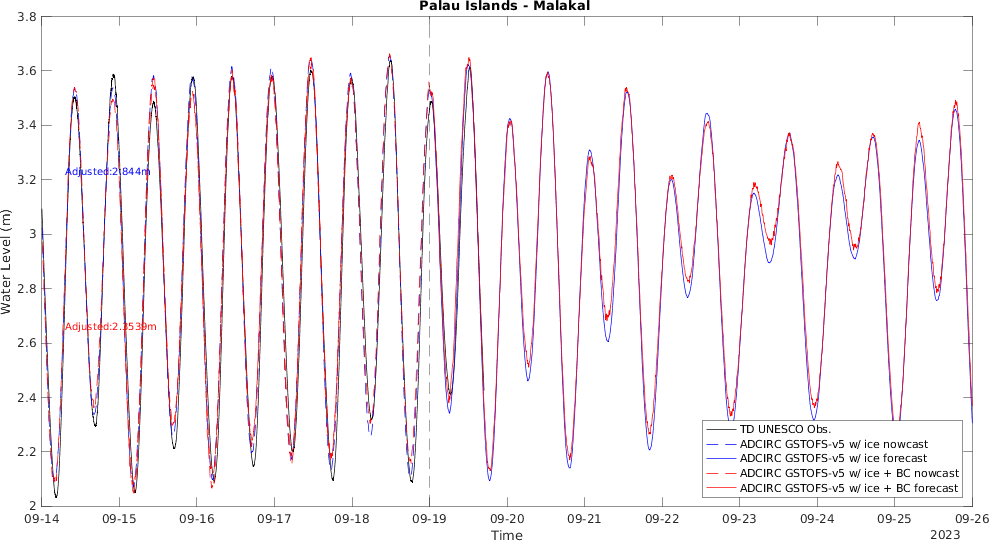 Palau Islands - Malakal
3.8
3.6
3.4
3.2
3
2.8
2.6
2.4
2.2
2
Water Level (m)
Adjusted:2.844m
Adjusted:2.3539m
TD UNESCO Obs.
ADCIRC GSTOFS-v5 w/ ice nowcast
ADCIRC GSTOFS-v5 w/ ice forecast
ADCIRC GSTOFS-v5 w/ ice + BC nowcast
ADCIRC GSTOFS-v5 w/ ice + BC forecast
09-14 09-15 09-16 09-17 09-18 09-19 09-20 09-21 09-22 09-23 09-24 09-25 09-26
Time
2023